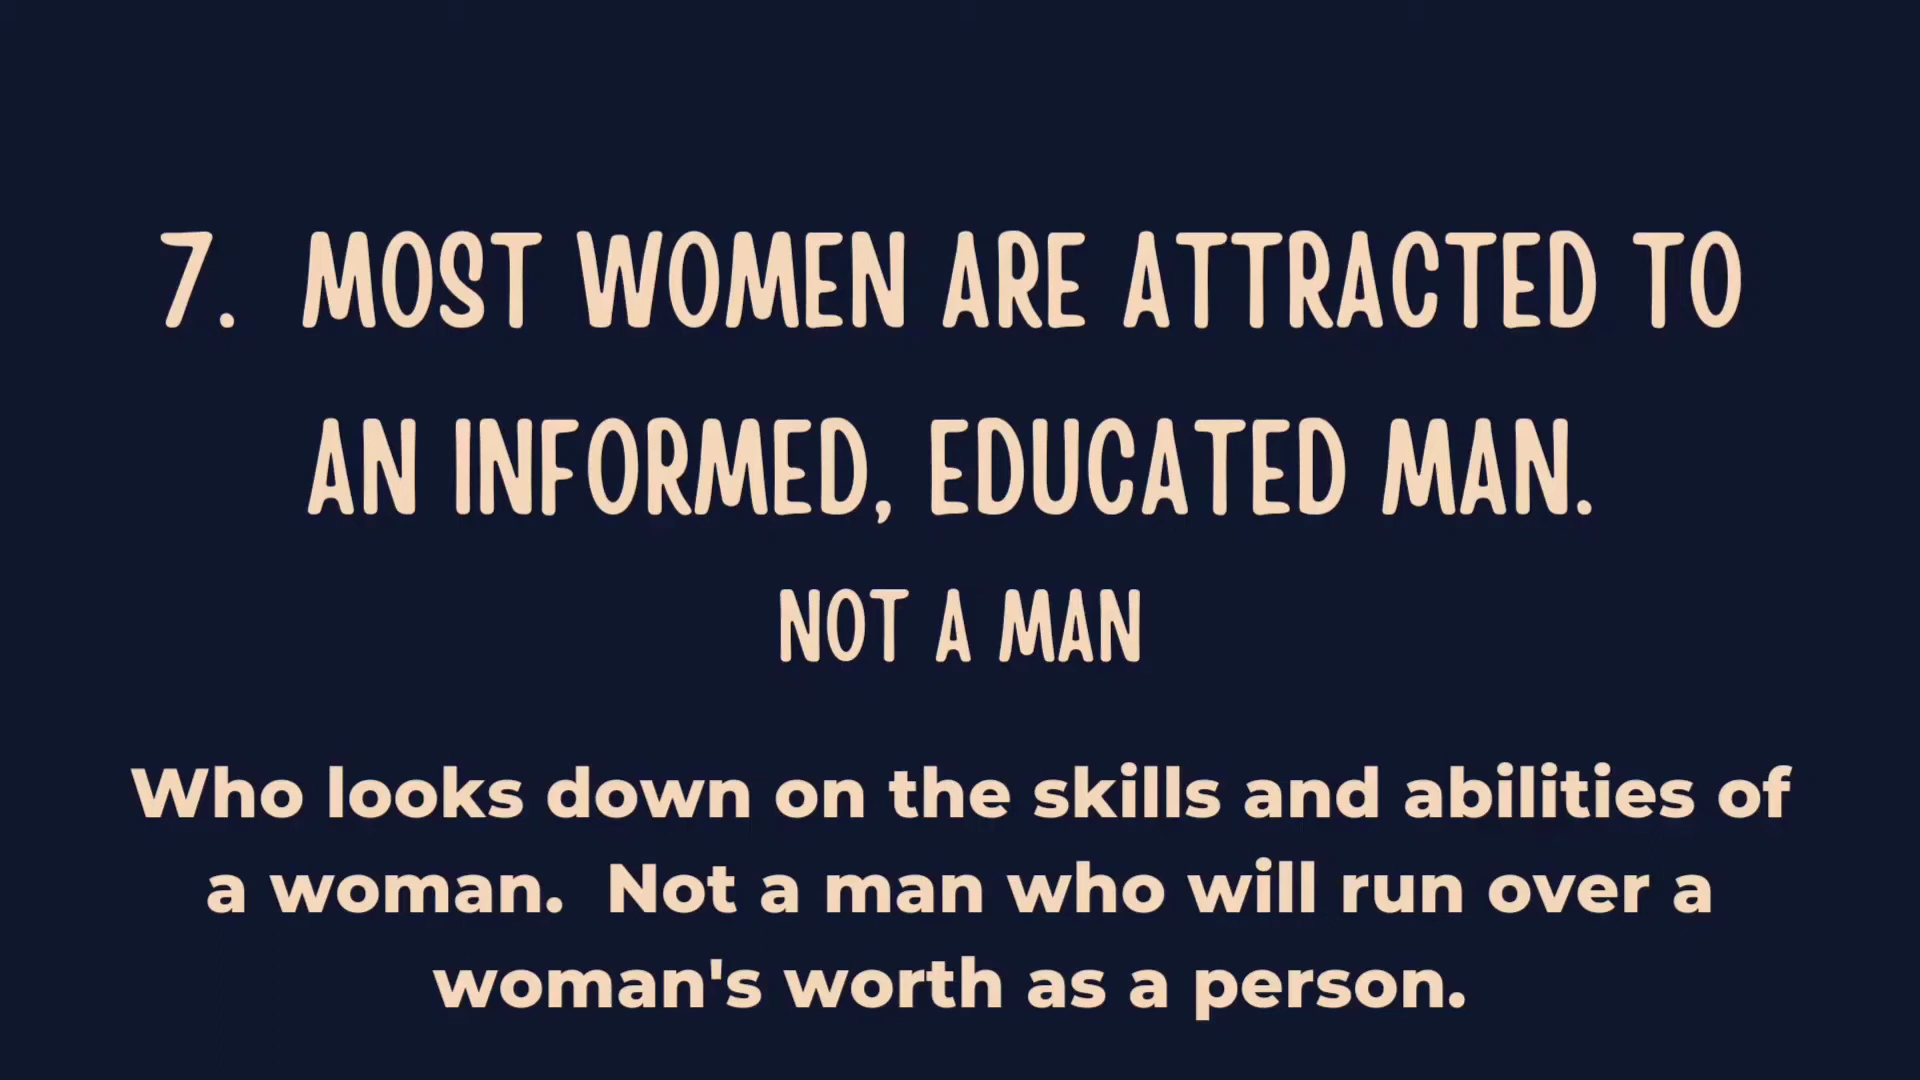 7.  MOST WOMEN ARE ATTRACTED TO
AN INFORMED, EDUCATED MAN.
NOT A MAN
Who looks down on the skills and abilities of
a woman.  Not a man who will run over a
woman's worth as a person.